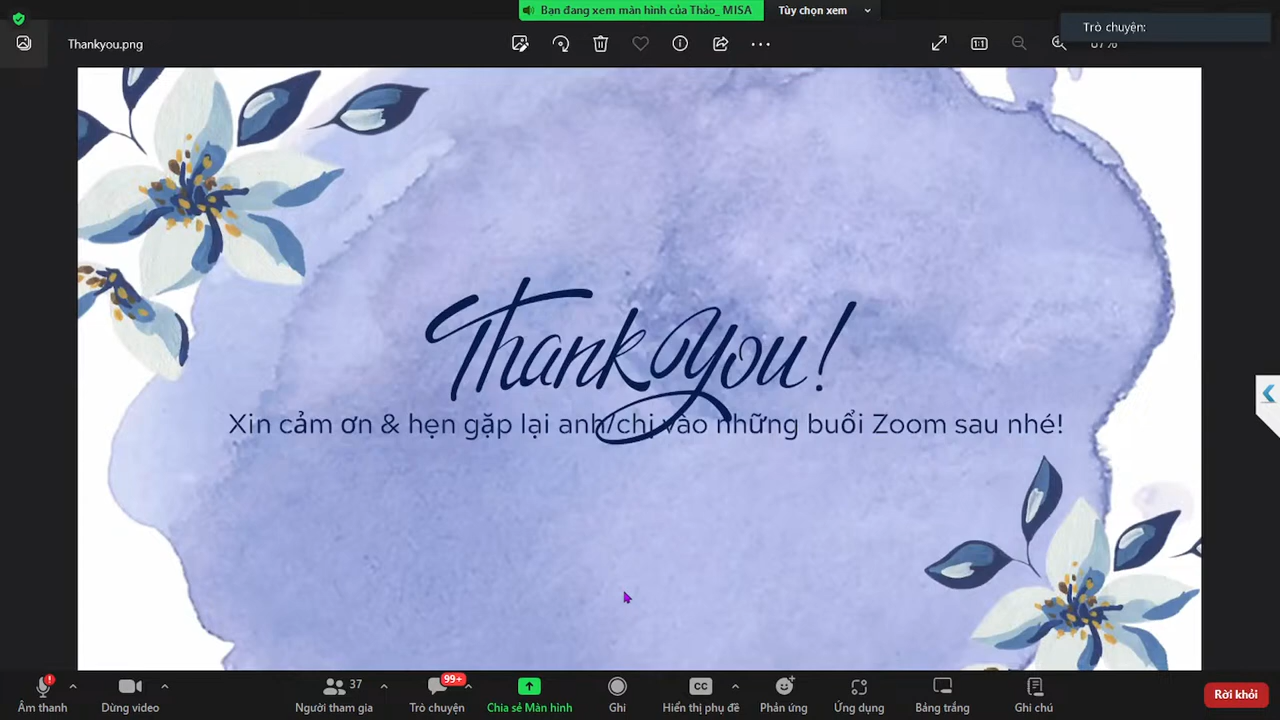 Bạn đang xem màn hình của Thảo_ MISA
Tùy chọn xem
Trò chuyện:
Thankyou.png
67%
Thank You!
Xin cảm ơn & hẹn gặp lại anh/chị vào những buổi Zoom sau nhé!
Âm thanh
Dừng video
37
Người tham gia
99+
Trò chuyện
Chia sẻ Màn hình
Ghi
CC
Hiển thị phụ đề
Phản ứng
Ứng dụng
Bảng trắng
Ghi chú
Rời khỏi